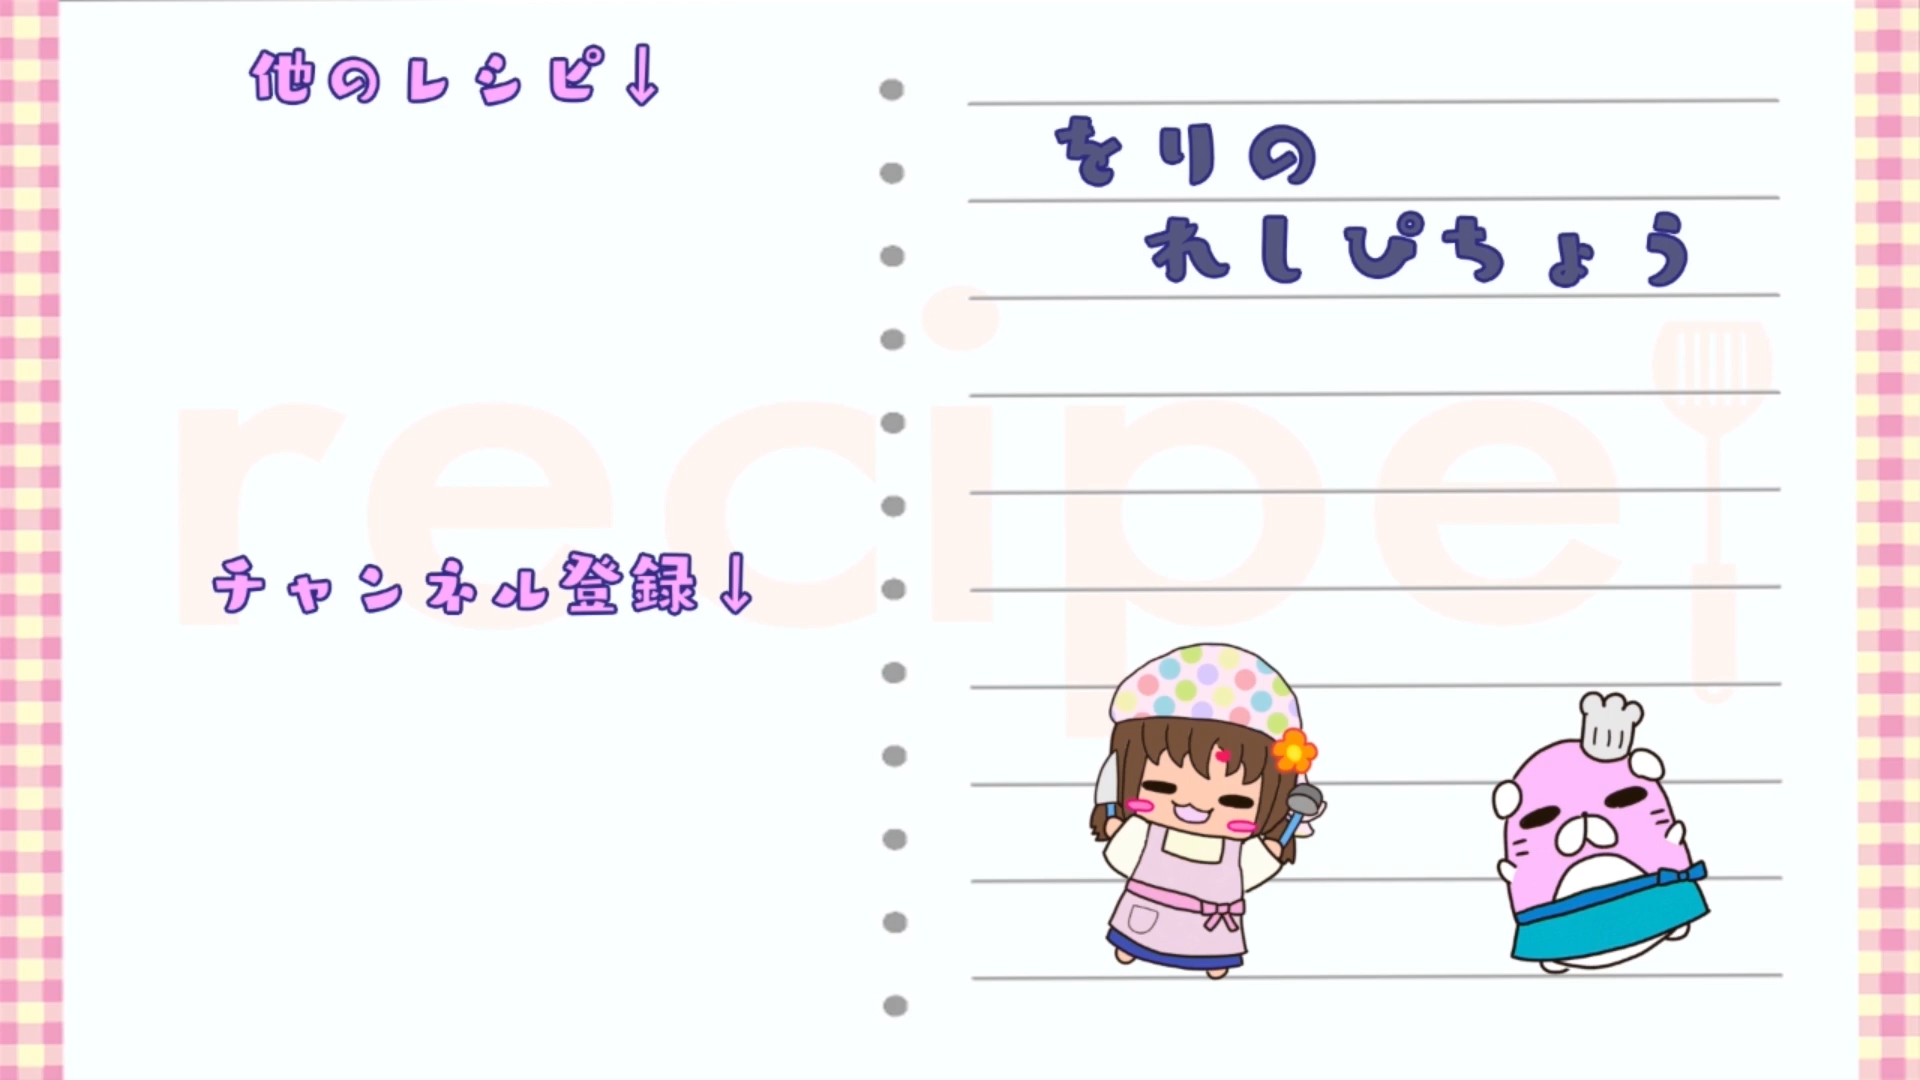 他のレシピ↓
チャンネル登録↓
をりの
れしぴちょう
recipe